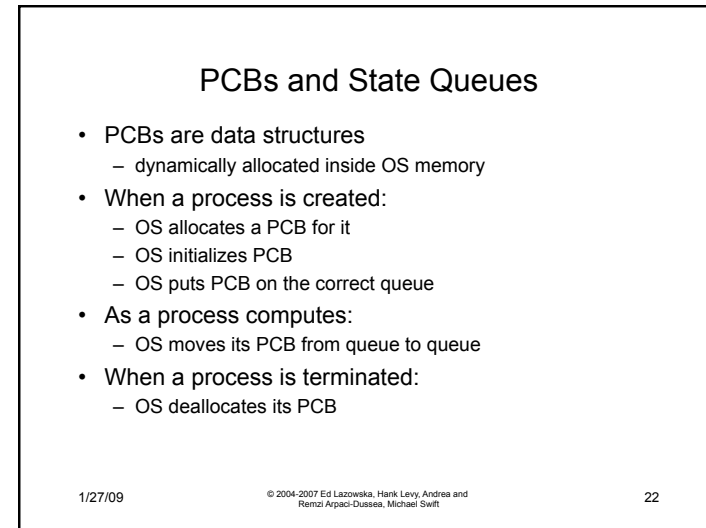 PCBs and State Queues
• PCBs are data structures
– dynamically allocated inside OS memory
• When a process is created:
– OS allocates a PCB for it
– OS initializes PCB
– OS puts PCB on the correct queue
• As a process computes:
– OS moves its PCB from queue to queue
• When a process is terminated:
– OS deallocates its PCB
1/27/09
© 2004-2007 Ed Lazowska, Hank Levy, Andrea and
Remzi Arpaci-Dussea, Michael Swift
22